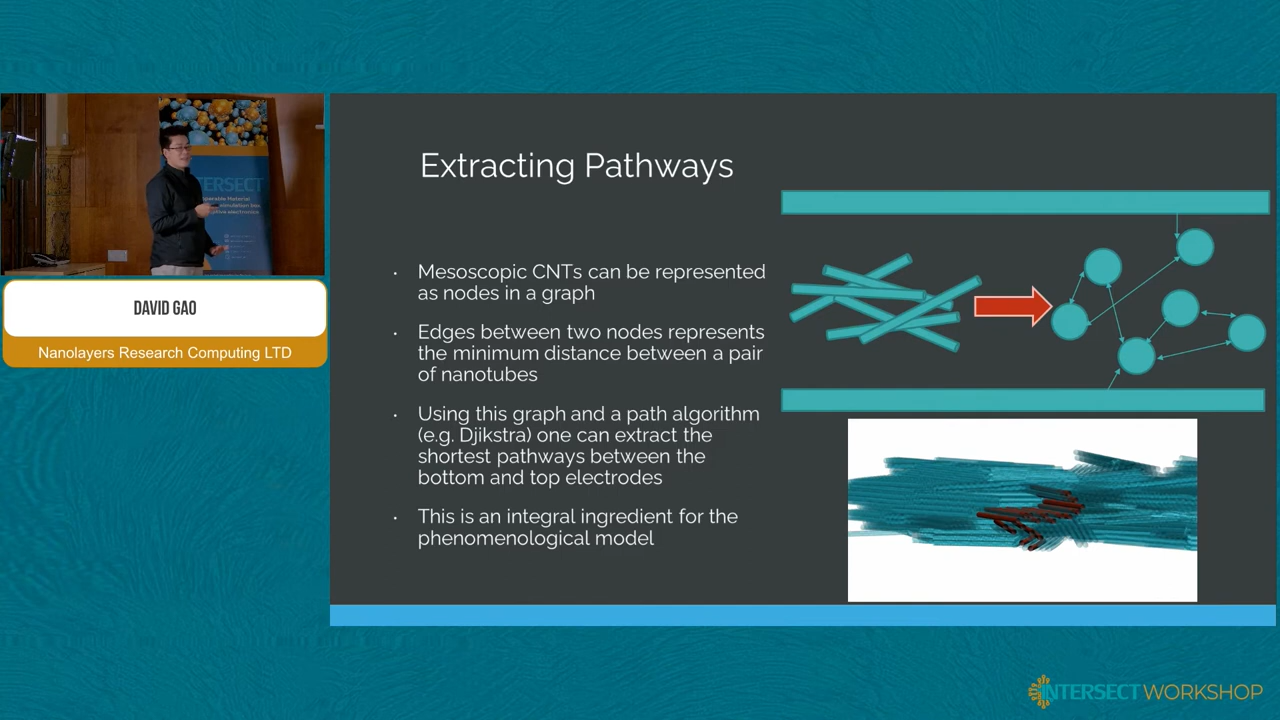 ERSECT
DAVID GAO
Nanolayers Research Computing LTD
Extracting Pathways
• Mesoscopic CNTs can be represented
as nodes in a graph
• Edges between two nodes represents
the minimum distance between a pair
of nanotubes
• Using this graph and a path algorithm
(e.g. Djikstra) one can extract the
shortest pathways between the
bottom and top electrodes
• This is an integral ingredient for the
phenomenological model
INTERSECT WORKSHOP